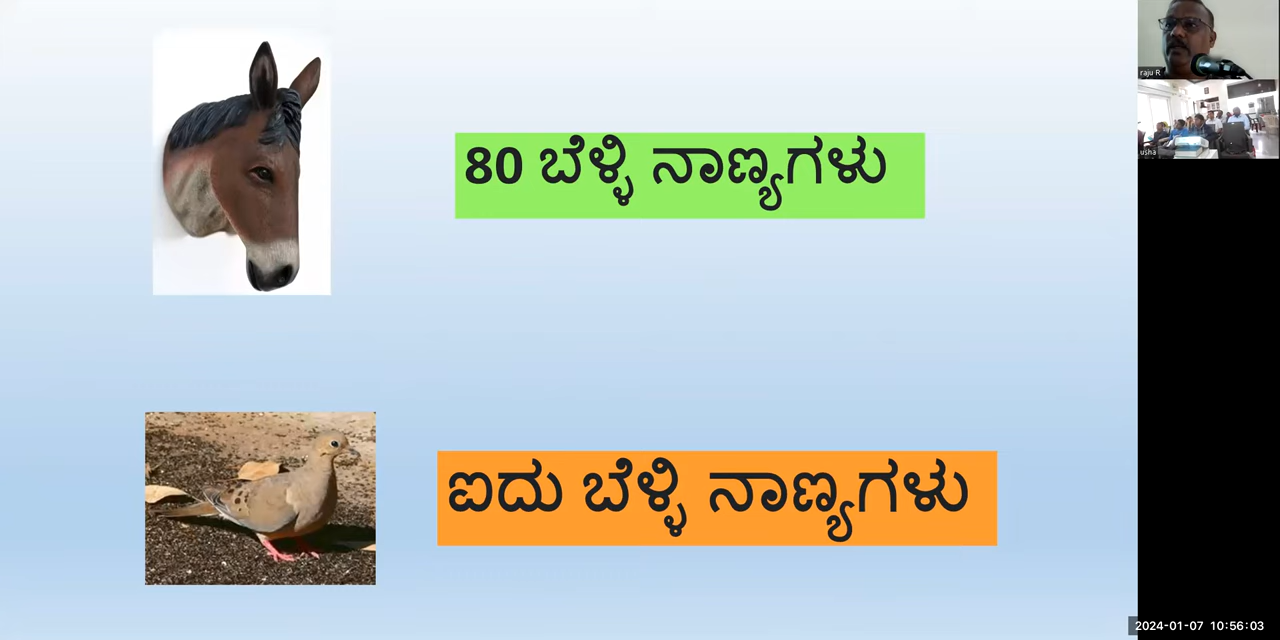 80 ಬೆಳ್ಳಿ ನಾಣ್ಯಗಳು
ಐದು ಬೆಳ್ಳಿ ನಾಣ್ಯಗಳು
raju R
usha
2024-01-07 10:56:03